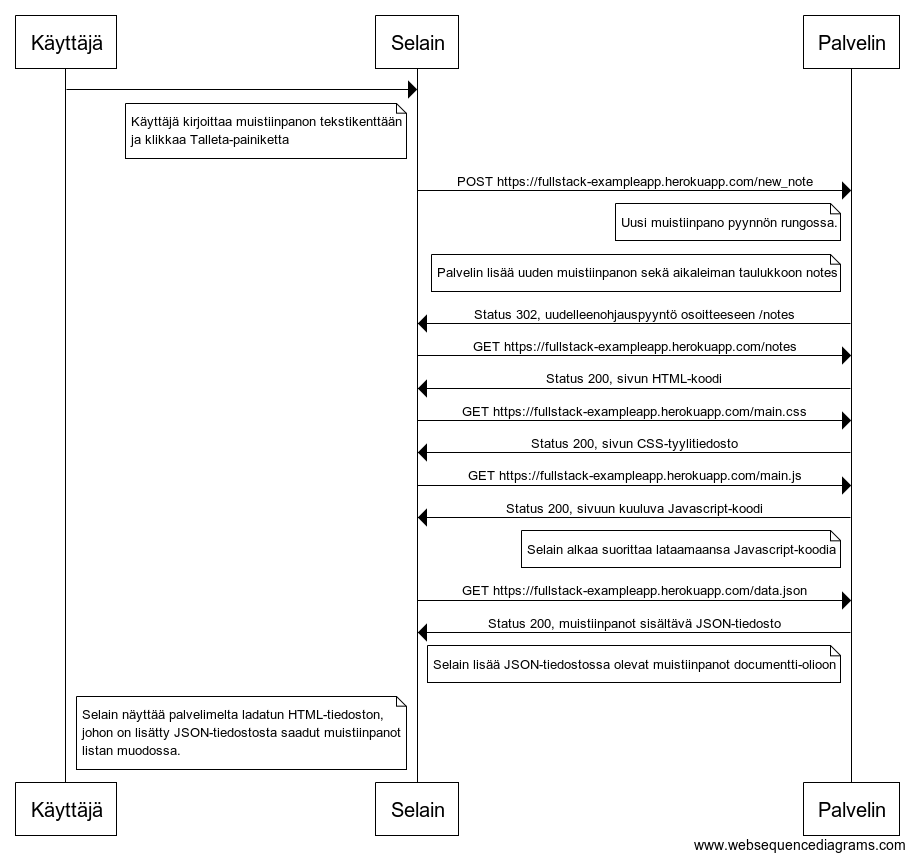 Käyttäjä
Selain
Palvelin
Käyttäjä kirjoittaa muistiinpanon tekstikenttään
ja klikkaa Talleta-painiketta
POST https://fullstack-exampleapp.herokuapp.com/new_note
Uusi muistiinpano pyynnön rungossa.
Palvelin lisää uuden muistiinpanon sekä aikaleiman taulukkoon notes
Status 302, uudelleenohjauspyyntö osoitteeseen /notes
GET https://fullstack-exampleapp.herokuapp.com/notes
Status 200, sivun HTML-koodi
GET https://fullstack-exampleapp.herokuapp.com/main.css
Status 200, sivun CSS-tyylitiedosto
GET https://fullstack-exampleapp.herokuapp.com/main.js
Status 200, sivuun kuuluva Javascript-koodi
Selain alkaa suorittaa lataamaansa Javascript-koodia
GET https://fullstack-exampleapp.herokuapp.com/data.json
Status 200, muistiinpanot sisältävä JSON-tiedosto
Selain lisää JSON-tiedostossa olevat muistiinpanot documentti-olioon
Selain näyttää palvelimelta ladatun HTML-tiedoston,
johon on lisätty JSON-tiedostosta saadut muistiinpanot
listan muodossa.
Käyttäjä
Selain
Palvelin
www.websequencediagrams.com